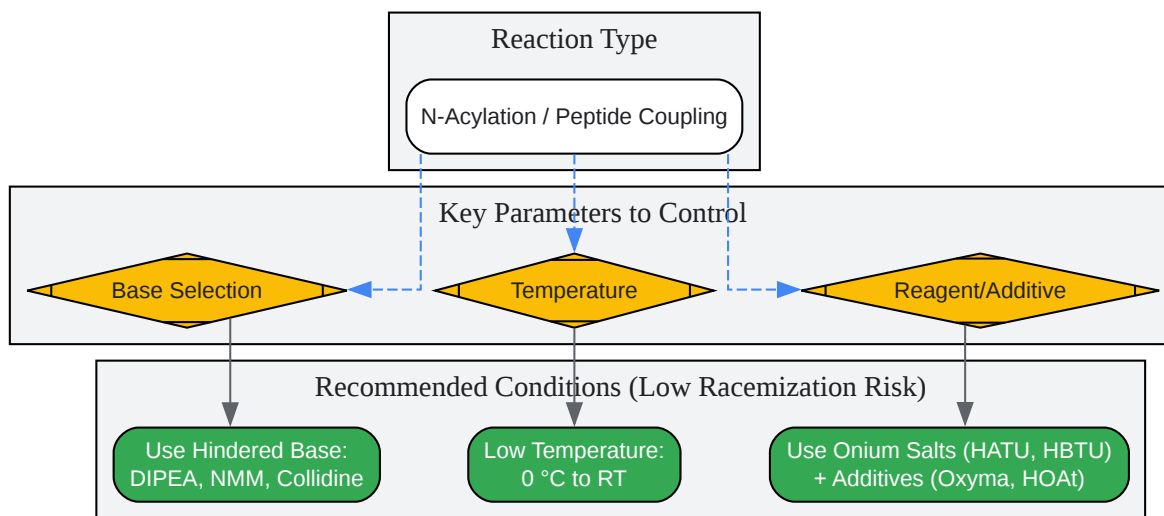 Reaction Type
N-Acylation / Peptide Coupling
Key Parameters to Control
Base Selection
Temperature
Reagent/Additive
Recommended Conditions (Low Racemization Risk)
Use Hindered Base:
DIPEA, NMM, Collidine
Low Temperature:
0 °C to RT
Use Onium Salts (HATU, HBTU)
+ Additives (Oxyma, HOAt)